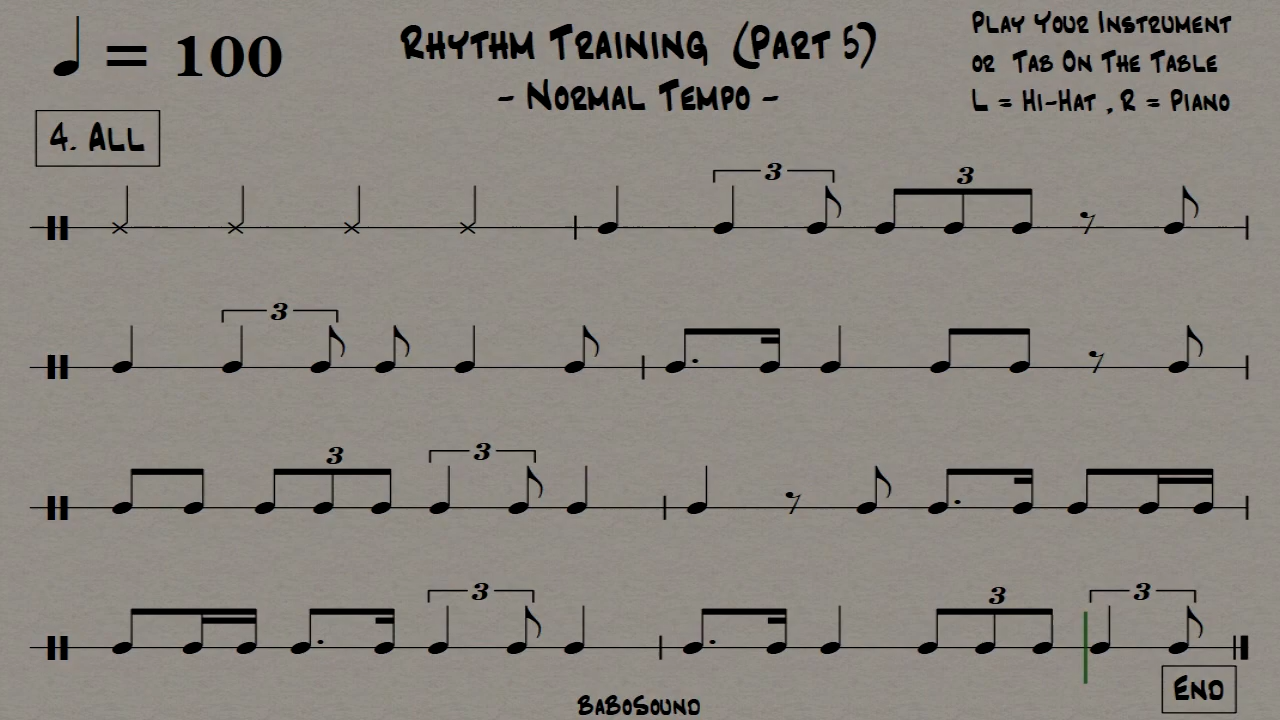 ♩ = 100
Rhythm Training (Part 5)
- Normal Tempo -
Play Your Instrument
or Tab On The Table
L = Hi-Hat , R = Piano
4. All
3
3
3
3
3
3
3
3
3
BaBoSound
End